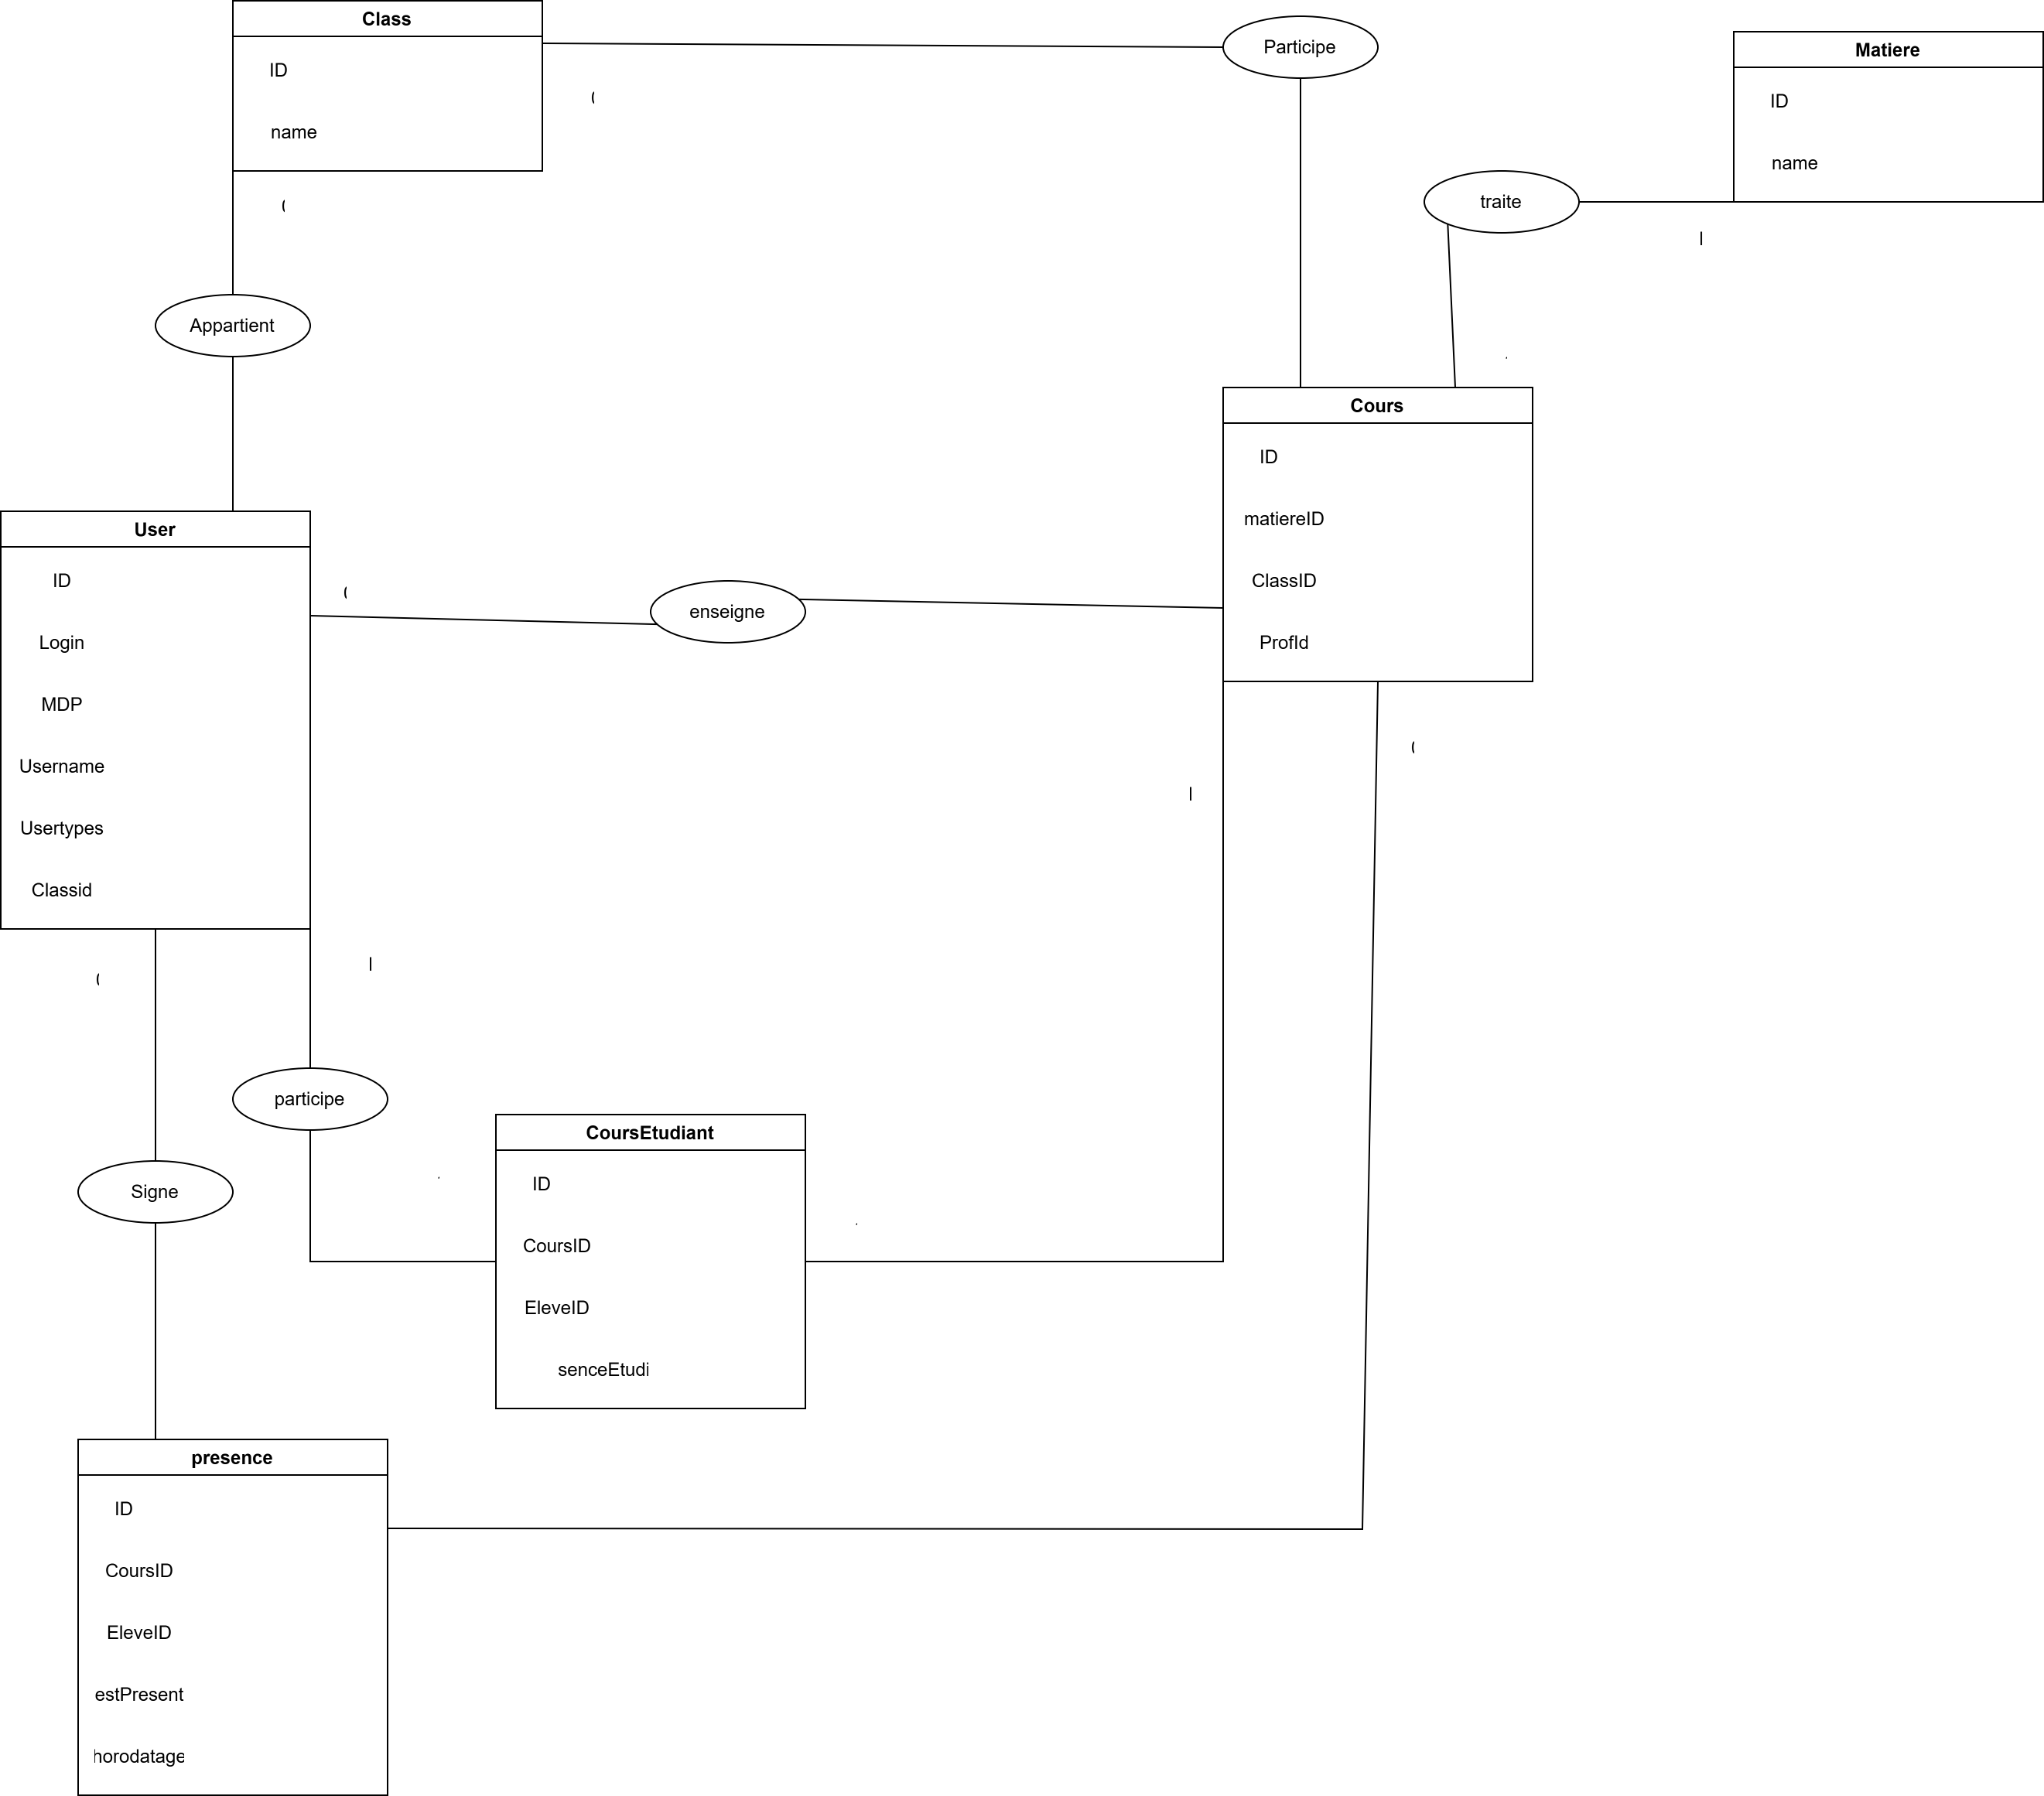 Class
ID
name
Participe
Matiere
ID
name
traite
Appartient
Cours
ID
matiereID
ClassID
ProfId
User
ID
Login
MDP
Username
Usertypes
Classid
enseigne
participe
Signe
CoursEtudiant
ID
CoursID
EleveID
senceEtudi
presence
ID
CoursID
EleveID
estPresent
horodatage